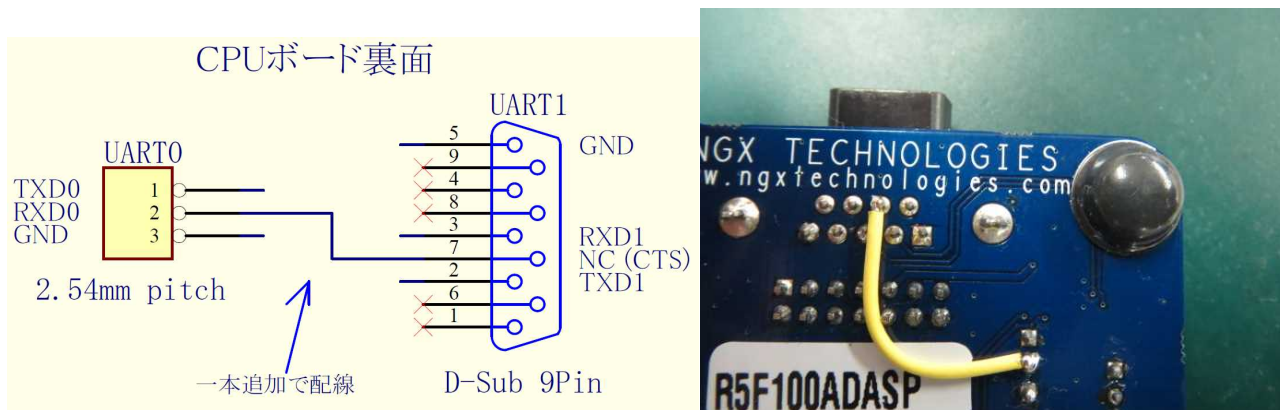 CPUボード裏面
UART1
UART0
TXD0
RXD0
GND
1
2
3
2.54mm pitch
一本追加で配線
5
9
4
8
3
7
2
6
1
GND
RXD1
NC (CTS)
TXD1
D-Sub 9Pin
NGX TECHNOLOGIES
w.ngxtechnologies.com
R5F100ADASP